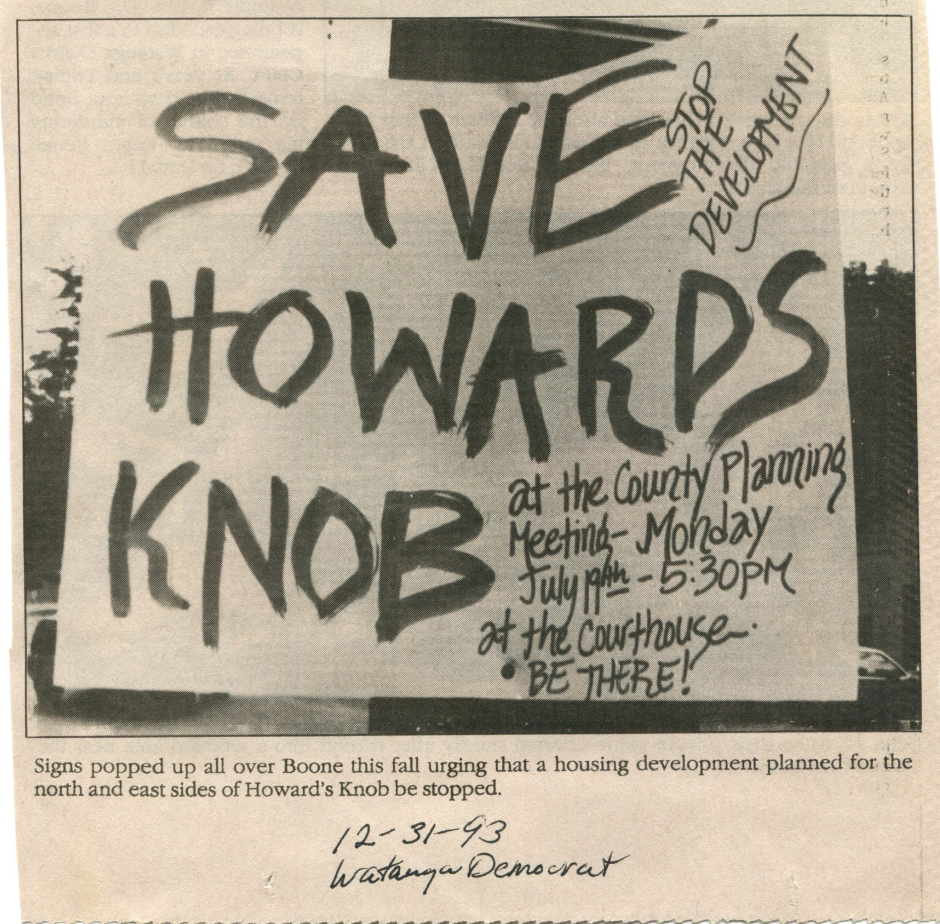 SAVE
STOP
THE
DEVELOPMENT
HOWARDS
KNOB
at the County Planning
Meeting - Monday
July 19th - 5:30PM
at the Courthouse.
BE THERE!
Signs popped up all over Boone this fall urging that a housing development planned for the
north and east sides of Howard's Knob be stopped.
12-31-93
Watauga Democrat